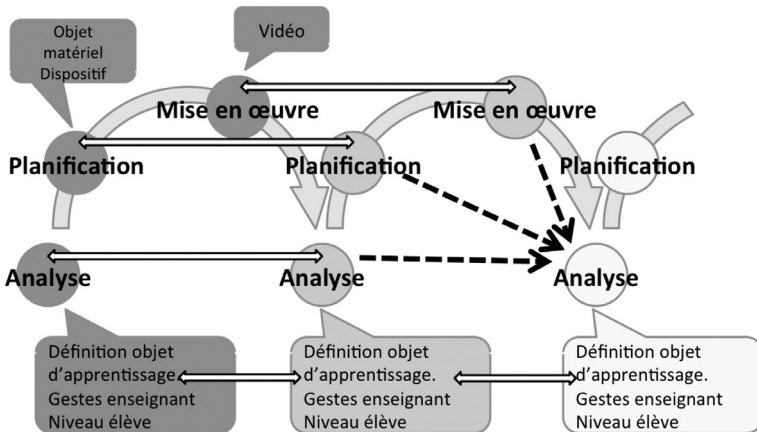 Objet
matériel
Dispositif
Vidéo
Mise en œuvre
Mise en œuvre
Planification
Planification
Planification
Analyse
Analyse
Analyse
Définition objet
d’apprentissage.
Gestes enseignant
Niveau élève
Définition objet
d’apprentissage.
Gestes enseignant
Niveau élève
Définition objet
d’apprentissage.
Gestes enseignant
Niveau élève